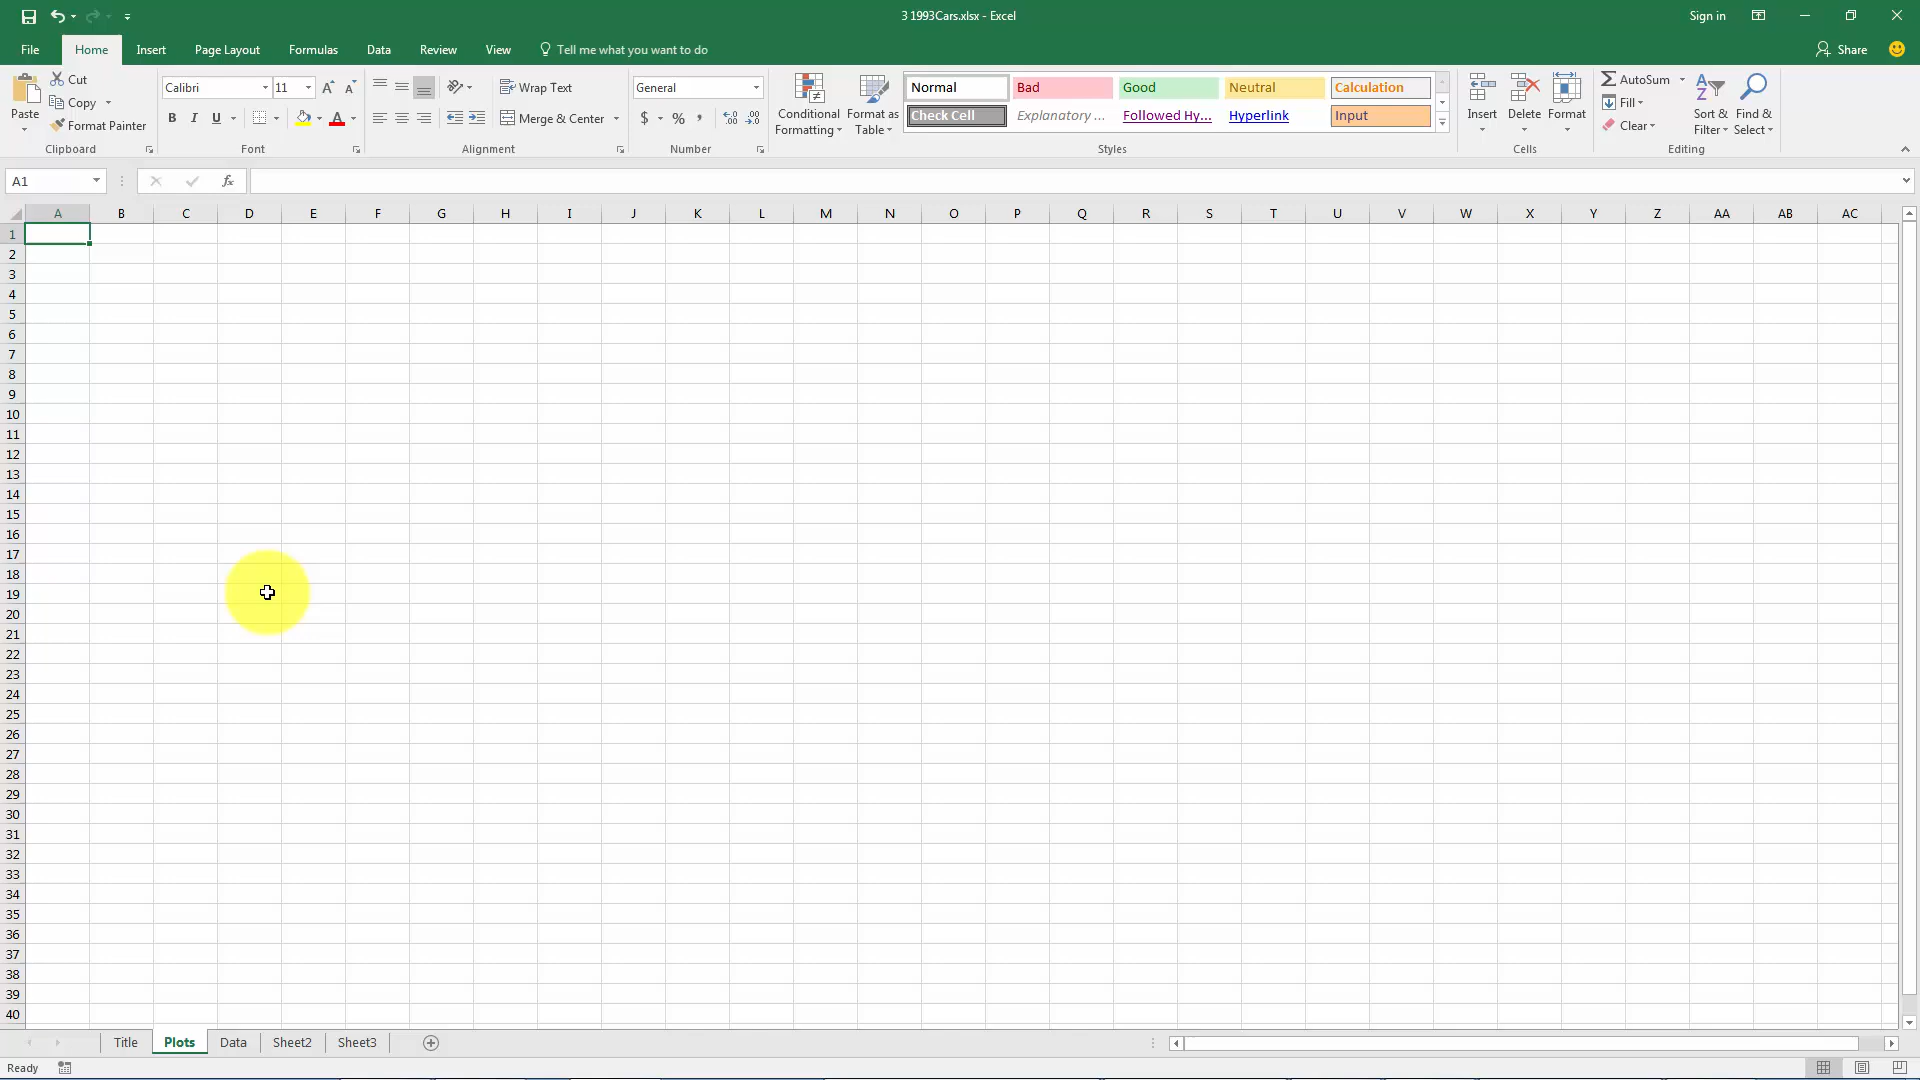 3 1993Cars.xlsx - Excel
Sign in
File Home Insert Page Layout Formulas Data Review View Tell me what you want to do Share
Paste
Cut
Copy
Format Painter
Clipboard
Calibri 11
B I U A
Font
Wrap Text
Merge & Center
Alignment
General
$ % ,
Number
Conditional Formatting
Format as Table
Normal Bad Good Neutral Calculation
Check Cell Explanatory ... Followed Hy... Hyperlink Input
Styles
Insert Delete Format
Cells
AutoSum
Fill
Clear
Sort & Filter
Find & Select
Editing
A1
fx
A B C D E F G H I J K L M N O P Q R S T U V W X Y Z AA AB AC
1
2
3
4
5
6
7
8
9
10
11
12
13
14
15
16
17
18
19
20
21
22
23
24
25
26
27
28
29
30
31
32
33
34
35
36
37
38
39
40
Title Plots Data Sheet2 Sheet3
Ready